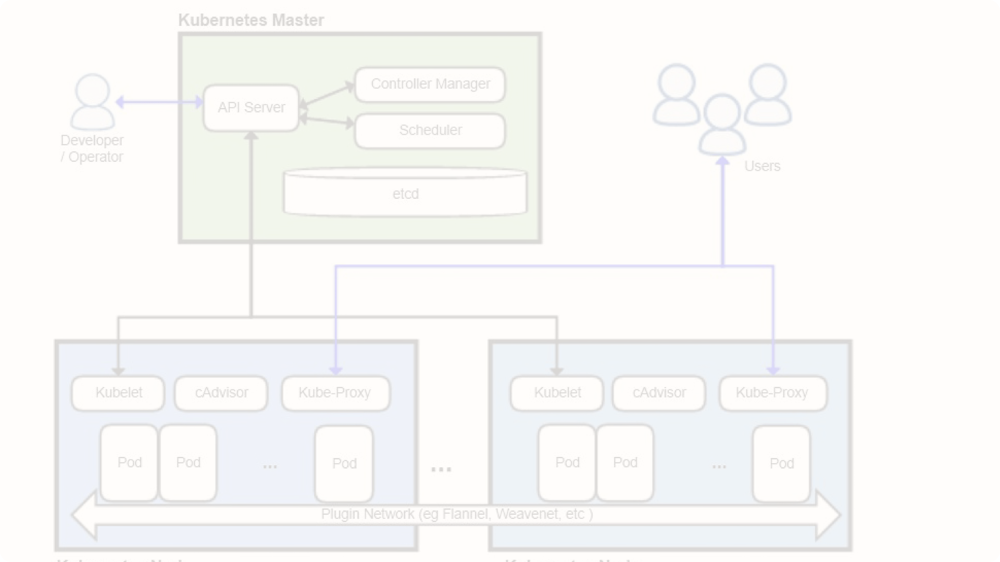 Kubernetes Master
Controller Manager
API Server
Scheduler
Developer
/ Operator
Users
etcd
Kubelet
cAdvisor
Kube-Proxy
Kubelet
cAdvisor
Kube-Proxy
Pod
Pod
...
Pod
...
Pod
Pod
...
Pod
Plugin Network (eg Flannel, Weavenet, etc )